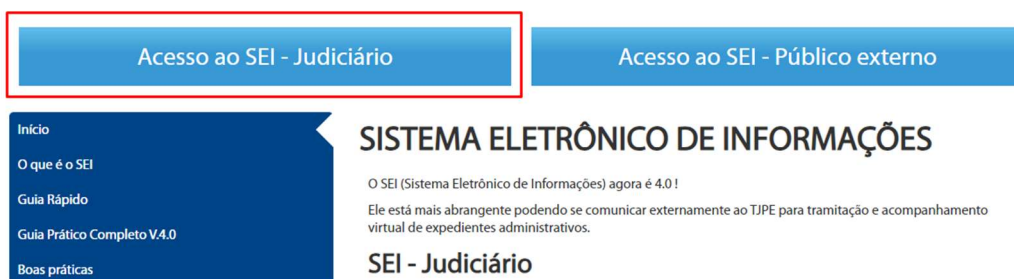 Acesso ao SEI - Judiciário
Acesso ao SEI - Público externo
Início
O que é o SEI
Guia Rápido
Guia Prático Completo V.4.0
Boas práticas
SISTEMA ELETRÔNICO DE INFORMAÇÕES
O SEI (Sistema Eletrônico de Informações) agora é 4.0 !
Ele está mais abrangente podendo se comunicar externamente ao TJPE para tramitação e acompanhamento
virtual de expedientes administrativos.
SEI - Judiciário